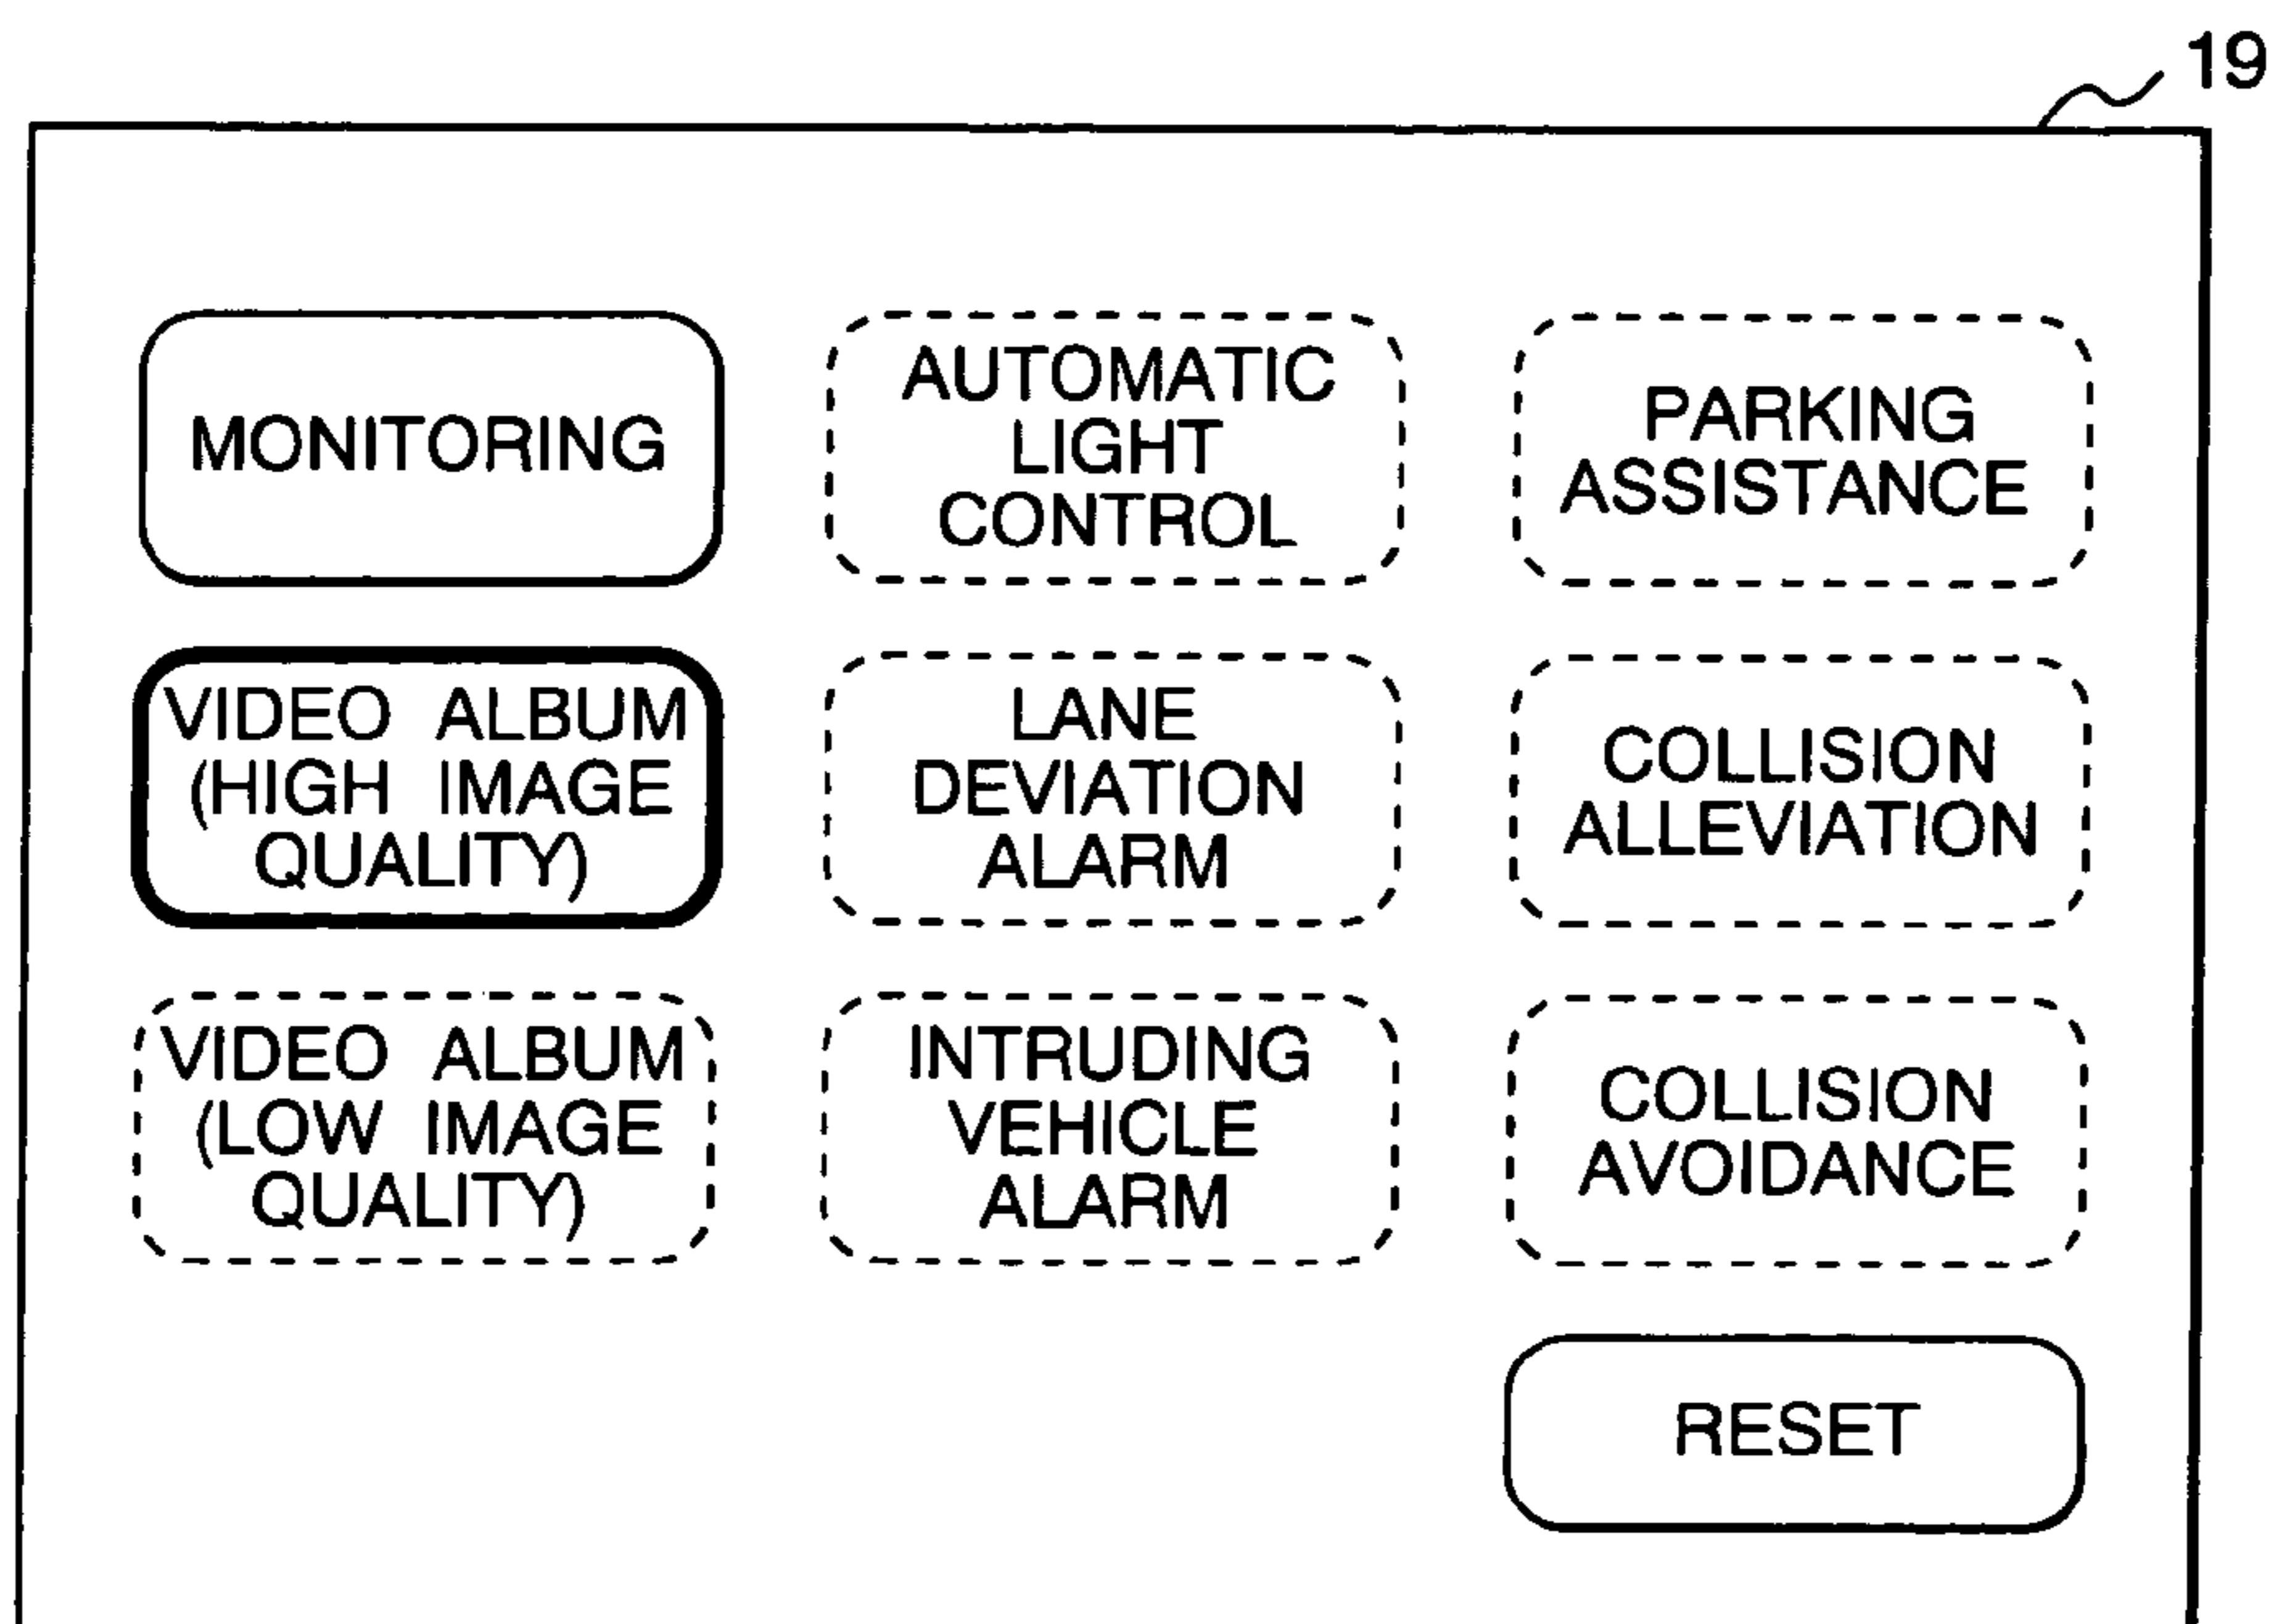 19
MONITORING
AUTOMATIC
LIGHT
CONTROL
PARKING
ASSISTANCE
VIDEO ALBUM
(HIGH IMAGE
QUALITY)
LANE
DEVIATION
ALARM
COLLISION
ALLEVIATION
VIDEO ALBUM
(LOW IMAGE
QUALITY)
INTRUDING
VEHICLE
ALARM
COLLISION
AVOIDANCE
RESET